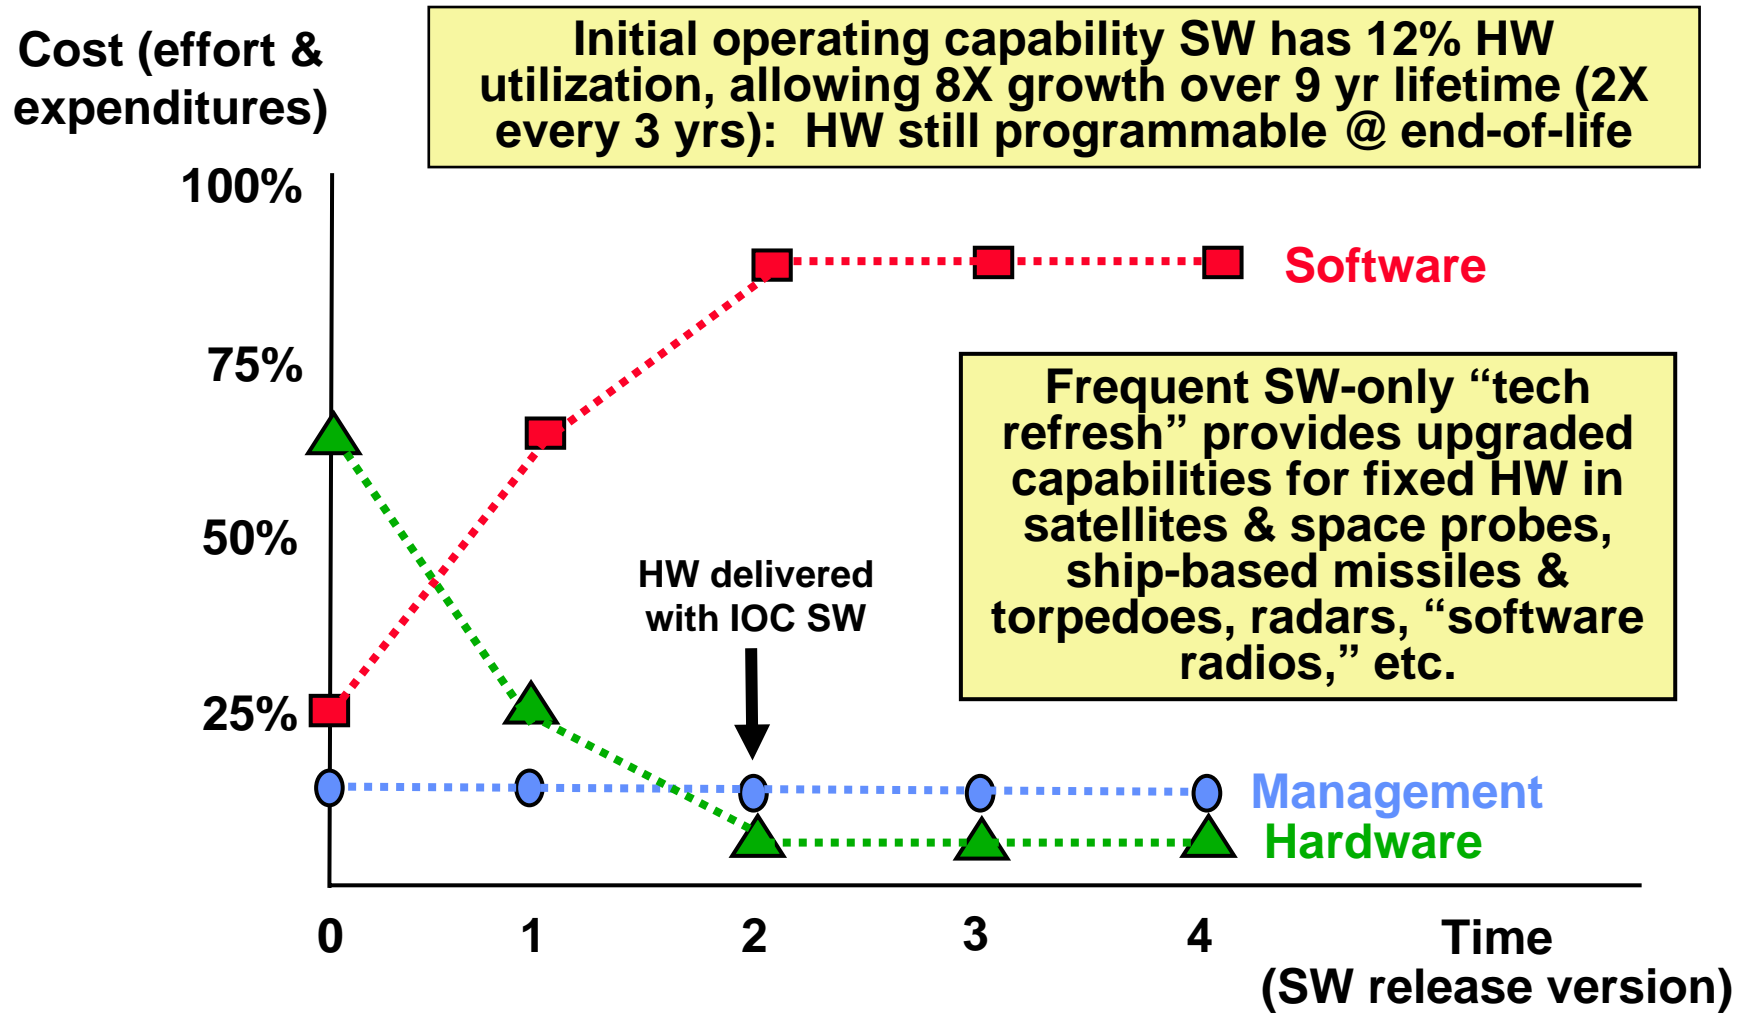 Cost (effort &
expenditures)
Initial operating capability SW has 12% HW
utilization, allowing 8X growth over 9 yr lifetime (2X
every 3 yrs):  HW still programmable @ end-of-life
100%
75%
50%
25%
Software
Frequent SW-only “tech
refresh” provides upgraded
capabilities for fixed HW in
satellites & space probes,
ship-based missiles &
torpedoes, radars, “software
radios,” etc.
HW delivered
with IOC SW
Management
Hardware
0 1 2 3 4 Time
(SW release version)